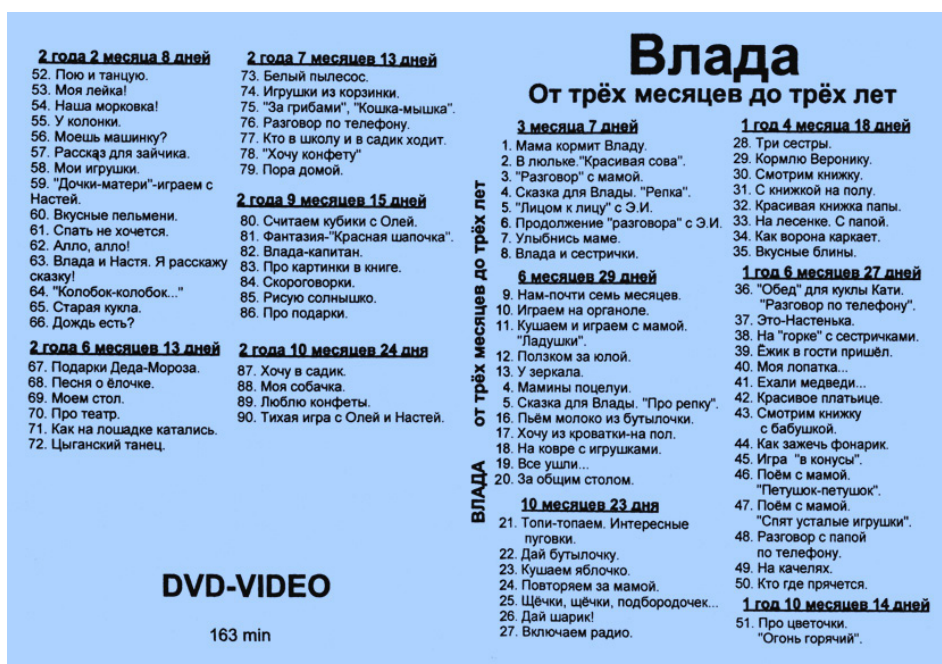 2 года 2 месяца 8 дней
52. Пою и танцую.
53. Моя лейка!
54. Наша морковка!
55. У колонки.
56. Моешь машинку?
57. Рассказ для зайчика.
58. Мои игрушки.
59. "Дочки-матери"-играем с
Настей.
60. Вкусные пельмени.
61. Спать не хочется.
62. Алло, алло!
63. Влада и Настя. Я расскажу
сказку!
64. "Колобок-колобок..."
65. Старая кукла.
66. Дождь есть?
2 года 6 месяцев 13 дней
67. Подарки Деда-Мороза.
68. Песня о ёлочке.
69. Моем стол.
70. Про театр.
71. Как на лошадке катались.
72. Цыганский танец.
2 года 7 месяцев 13 дней
73. Белый пылесос.
74. Игрушки из корзинки.
75. "За грибами", "Кошка-мышка".
76. Разговор по телефону.
77. Кто в школу и в садик ходит.
78. "Хочу конфету"
79. Пора домой.
2 года 9 месяцев 15 дней
80. Считаем кубики с Олей.
81. Фантазия-"Красная шапочка".
82. Влада-капитан.
83. Про картинки в книге.
84. Скороговорки.
85. Рисую солнышко.
86. Про подарки.
2 года 10 месяцев 24 дня
87. Хочу в садик.
88. Моя собачка.
89. Люблю конфеты.
90. Тихая игра с Олей и Настей.
DVD-VIDEO
163 min
ВЛАДА от трёх месяцев до трёх лет
Влада
От трёх месяцев до трёх лет
3 месяца 7 дней
1. Мама кормит Владу.
2. В люльке."Красивая сова".
3. "Разговор" с мамой.
4. Сказка для Влады. "Репка".
5. "Лицом к лицу" с Э.И.
6. Продолжение "разговора" с Э.И.
7. Улыбнись маме.
8. Влада и сестрички.
6 месяцев 29 дней
9. Нам-почти семь месяцев.
10. Играем на органоле.
11. Кушаем и играем с мамой.
"Ладушки".
12. Ползком за юлой.
13. У зеркала.
4. Мамины поцелуи.
5. Сказка для Влады. "Про репку".
16. Пьём молоко из бутылочки.
17. Хочу из кроватки-на пол.
18. На ковре с игрушками.
19. Все ушли...
20. За общим столом.
10 месяцев 23 дня
21. Топи-топаем. Интересные
пуговки.
22. Дай бутылочку.
23. Кушаем яблочко.
24. Повторяем за мамой.
25. Щёчки, щёчки, подбородочек...
26. Дай шарик!
27. Включаем радио.
1 год 4 месяца 18 дней
28. Три сестры.
29. Кормлю Веронику.
30. Смотрим книжку.
31. С книжкой на полу.
32. Красивая книжка папы.
33. На лесенке. С папой.
34. Как ворона каркает.
35. Вкусные блины.
1 год 6 месяцев 27 дней
36. "Обед" для куклы Кати.
"Разговор по телефону".
37. Это-Настенька.
38. На "горке" с сестричками.
39. Ёжик в гости пришёл.
40. Моя лопатка...
41. Ехали медведи...
42. Красивое платьице.
43. Смотрим книжку
с бабушкой.
44. Как зажечь фонарик.
45. Игра "в конусы".
46. Поём с мамой.
"Петушок-петушок".
47. Поём с мамой.
"Спят усталые игрушки".
48. Разговор с папой
по телефону.
49. На качелях.
50. Кто где прячется.
1 год 10 месяцев 14 дней
51. Про цветочки.
"Огонь горячий".